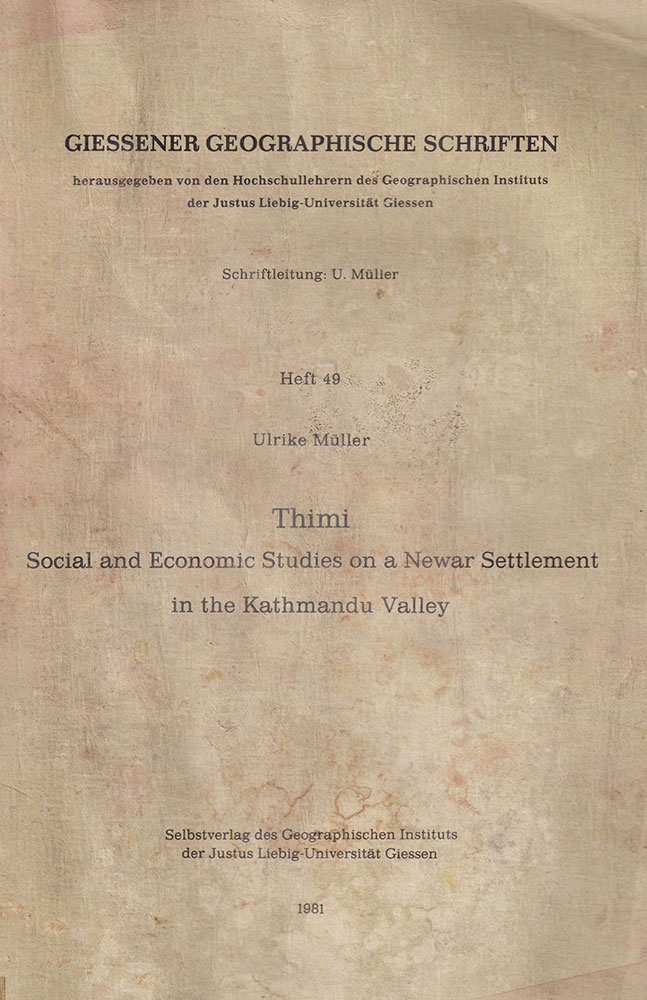 GIESSENER GEOGRAPHISCHE SCHRIFTEN
herausgegeben von den Hochschullehrern des Geographischen Instituts
der Justus Liebig-Universität Giessen
Schriftleitung: U. Müller
Heft 49
Ulrike Müller
Thimi
Social and Economic Studies on a Newar Settlement
in the Kathmandu Valley
Selbstverlag des Geographischen Instituts
der Justus Liebig-Universität Giessen
1981